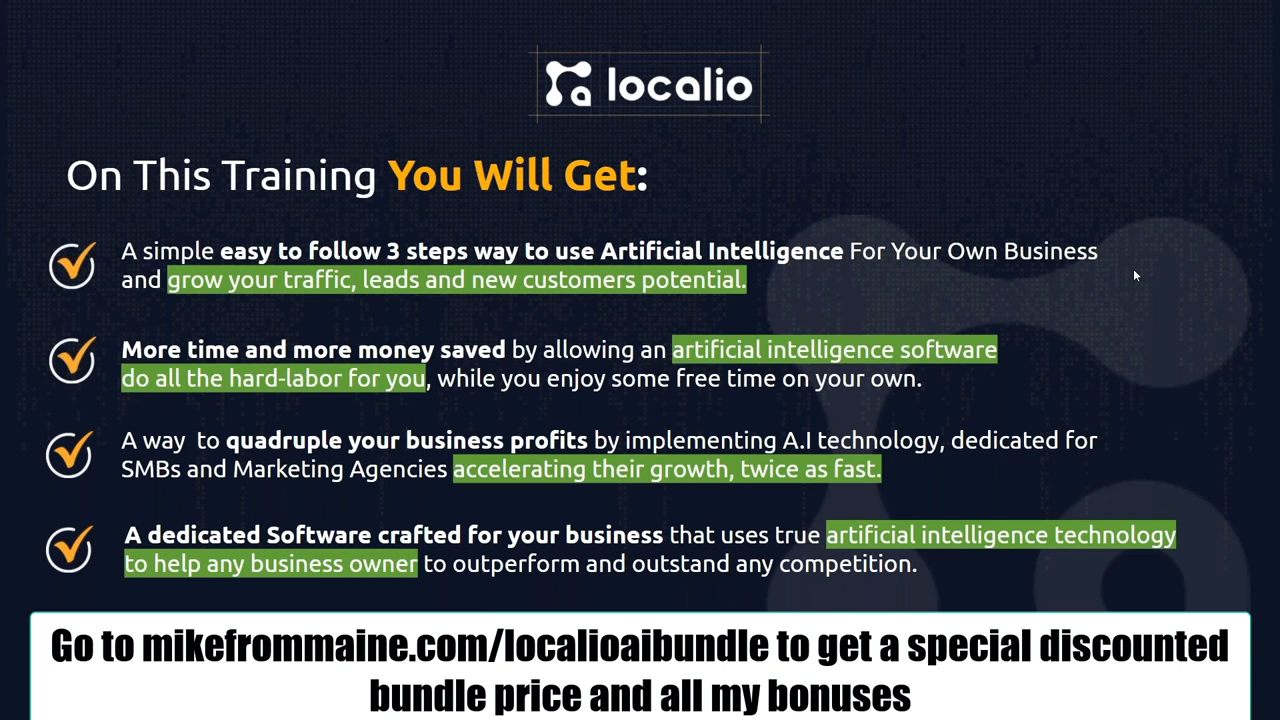 localio
On This Training You Will Get:
A simple easy to follow 3 steps way to use Artificial Intelligence For Your Own Business
and grow your traffic, leads and new customers potential.
More time and more money saved by allowing an artificial intelligence software
do all the hard-labor for you, while you enjoy some free time on your own.
A way to quadruple your business profits by implementing A.I technology, dedicated for
SMBs and Marketing Agencies accelerating their growth, twice as fast.
A dedicated Software crafted for your business that uses true artificial intelligence technology
to help any business owner to outperform and outstand any competition.
Go to mikefrommaine.com/localioaibundle to get a special discounted
bundle price and all my bonuses